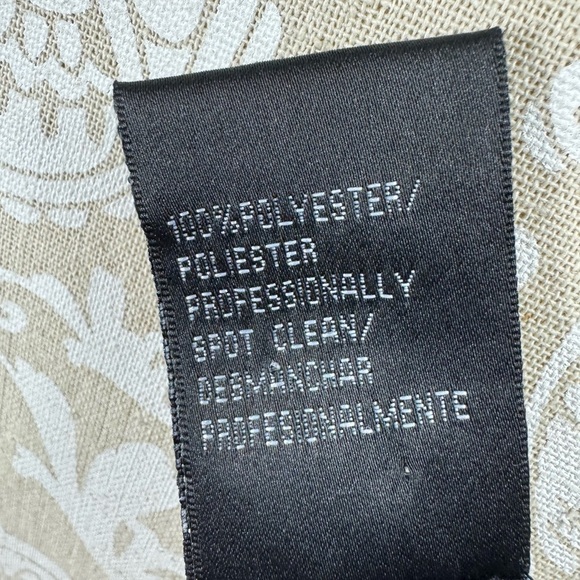 100%POLYESTER/
POLIESTER
PROFESSIONALLY
SPOT CLEAN/
DESMANCHAR
PROFESIONALMENTE